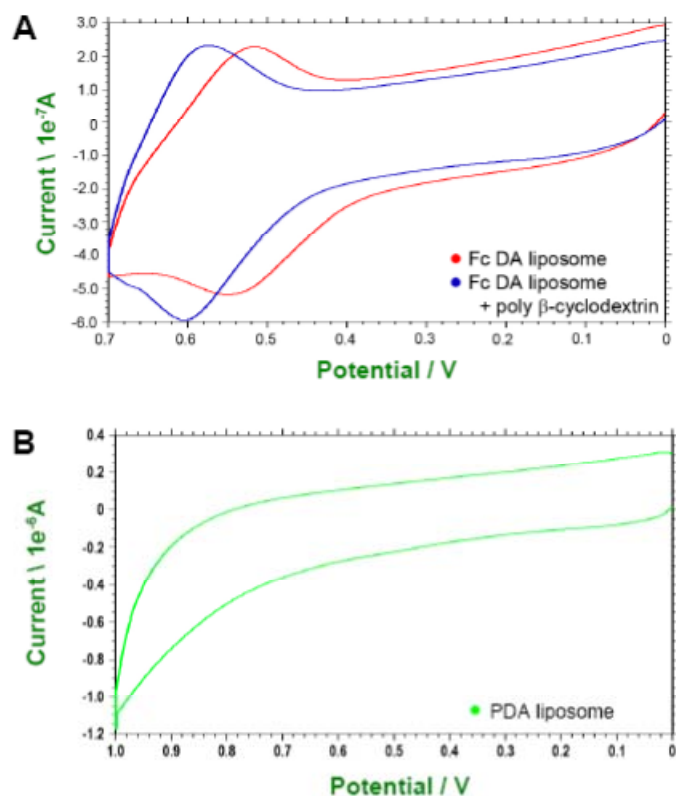 A
Current \ 1e⁻⁷A
3.0
2.0
1.0
0
-1.0
-2.0
-3.0
-4.0
-5.0
-6.0
0.7 0.6 0.5 0.4 0.3 0.2 0.1 0
Fc DA liposome
Fc DA liposome
+ poly β-cyclodextrin
Potential / V
B
Current \ 1e⁻⁶A
0.4
0.2
0
-0.2
-0.4
-0.6
-0.8
-1.0
-1.2
1.0 0.9 0.8 0.7 0.6 0.5 0.4 0.3 0.2 0.1 0
PDA liposome
Potential / V